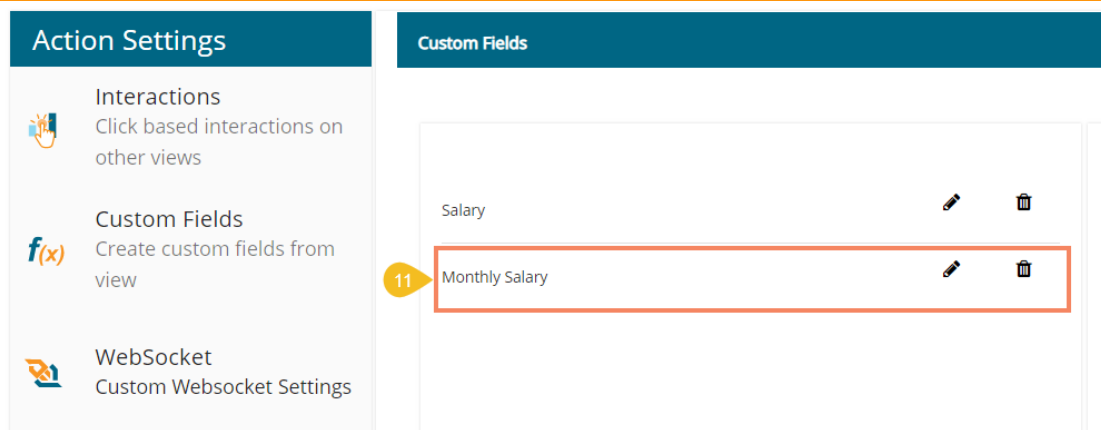 Action Settings
Interactions
Click based interactions on
other views
Custom Fields
Create custom fields from
view
f(x)
WebSocket
Custom Websocket Settings
Custom Fields
Salary
11
Monthly Salary